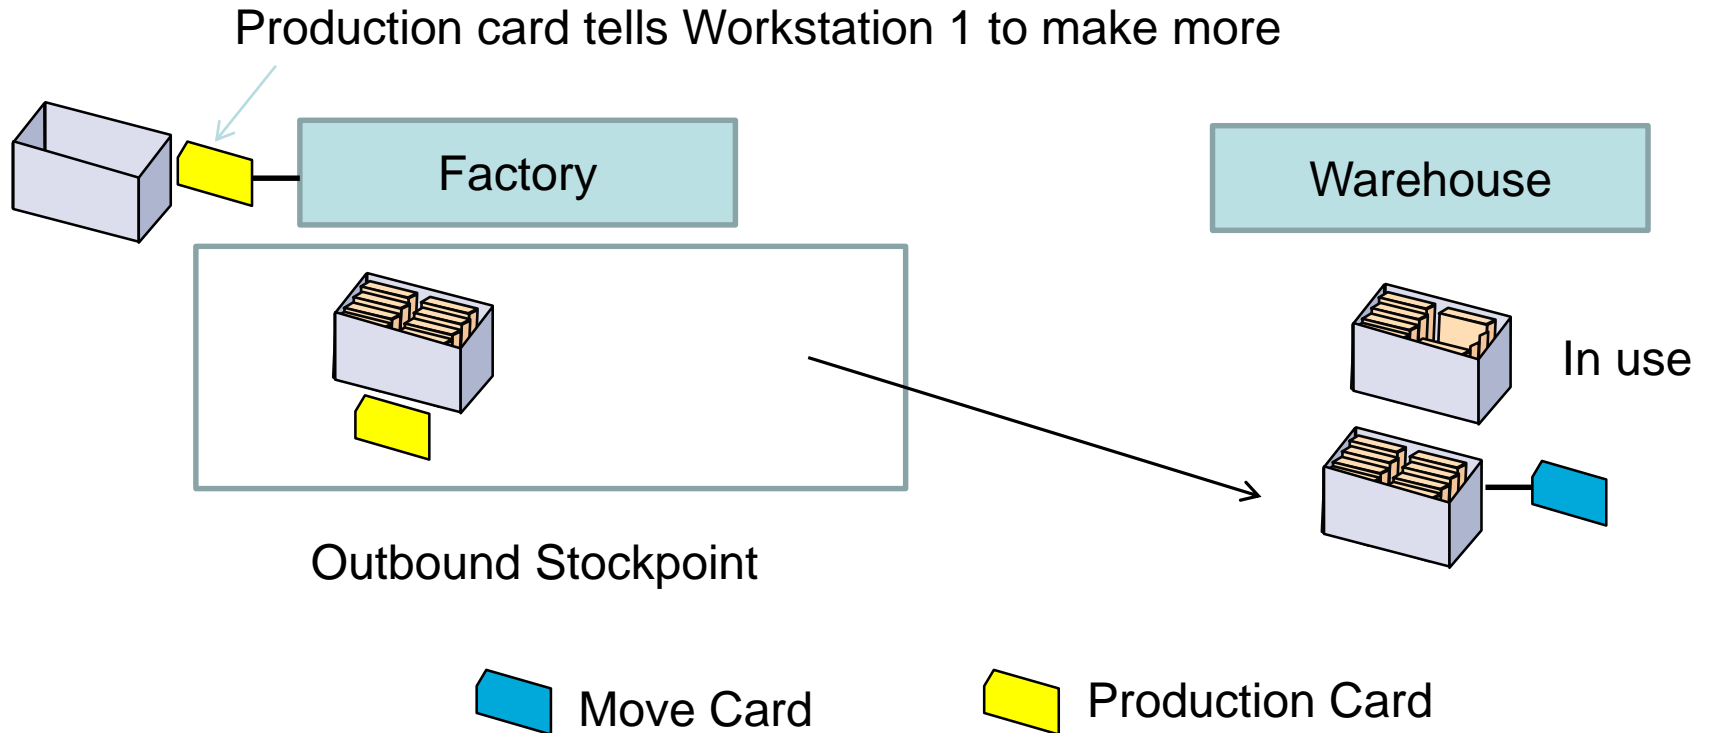 Production card tells Workstation 1 to make more
Factory
Warehouse
In use
Outbound Stockpoint
Move Card
Production Card